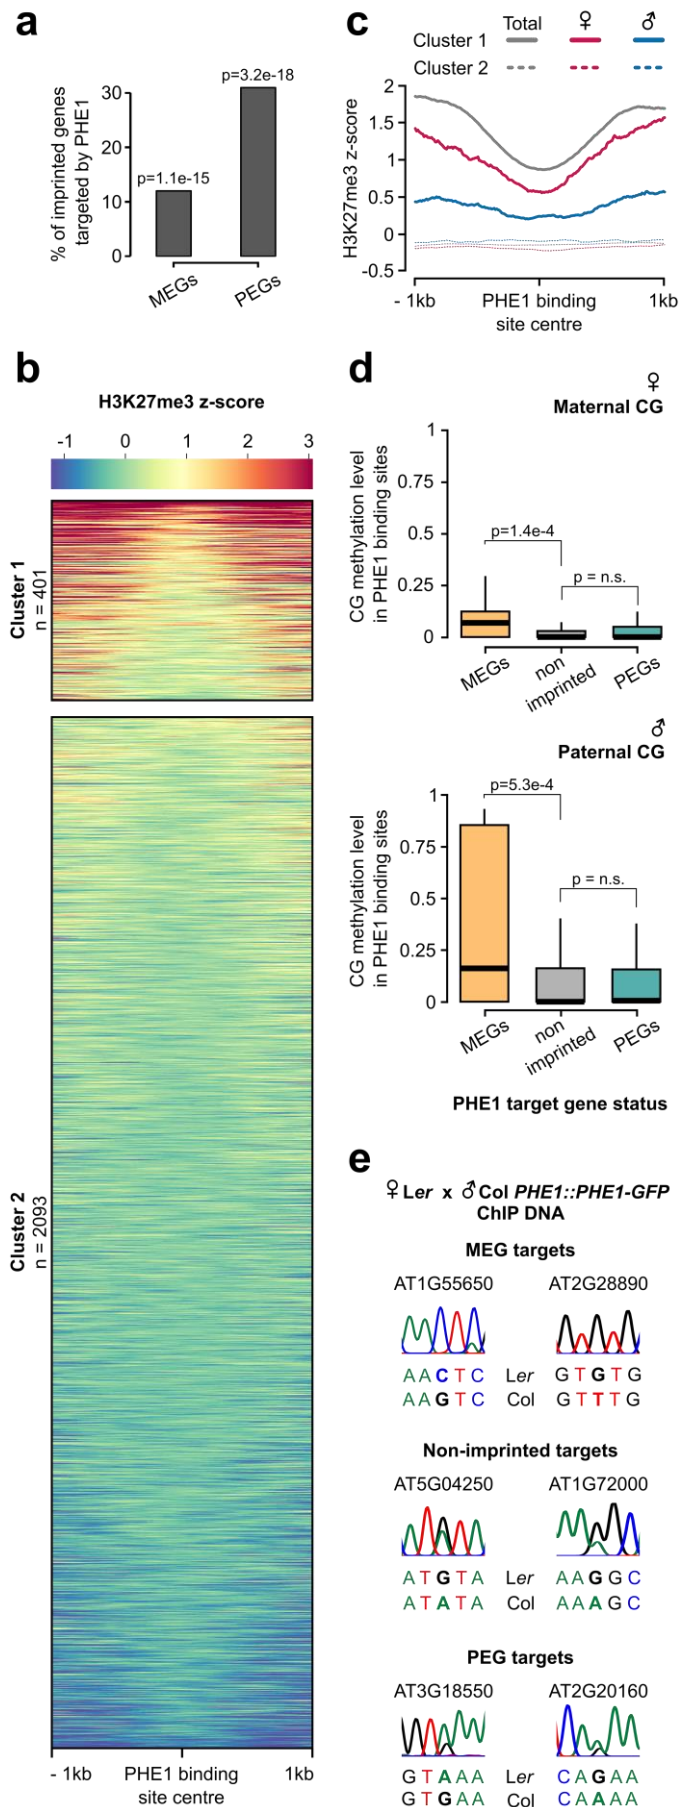 a
% of imprinted genes
targeted by PHE1
30
20
10
0
p=1.1e-15
p=3.2e-18
MEGs
PEGs
c
Total ♀ ♂
Cluster 1
Cluster 2
H3K27me3 z-score
2
1.5
1
0.5
0
-0.5
- 1kb
PHE1 binding
site centre
1kb
b
H3K27me3 z-score
-1 0 1 2 3
Cluster 1
n = 401
Cluster 2
n = 2093
- 1kb
PHE1 binding
site centre
1kb
d
♀
Maternal CG
CG methylation level
in PHE1 binding sites
1
0.75
0.5
0.25
0
p=1.4e-4
p = n.s.
MEGs
non
imprinted
PEGs
♂
Paternal CG
CG methylation level
in PHE1 binding sites
1
0.75
0.5
0.25
0
p=5.3e-4
p = n.s.
MEGs
non
imprinted
PEGs
PHE1 target gene status
e
♀ Ler x ♂ Col PHE1::PHE1-GFP
ChIP DNA
MEG targets
AT1G55650 AT2G28890
A A C T C Ler G T G T G
A A G T C Col G T T T G
Non-imprinted targets
AT5G04250 AT1G72000
A T G T A Ler A A G G C
A T A T A Col A A A G C
PEG targets
AT3G18550 AT2G20160
G T A A A Ler C A G A A
G T G A A Col C A A A A